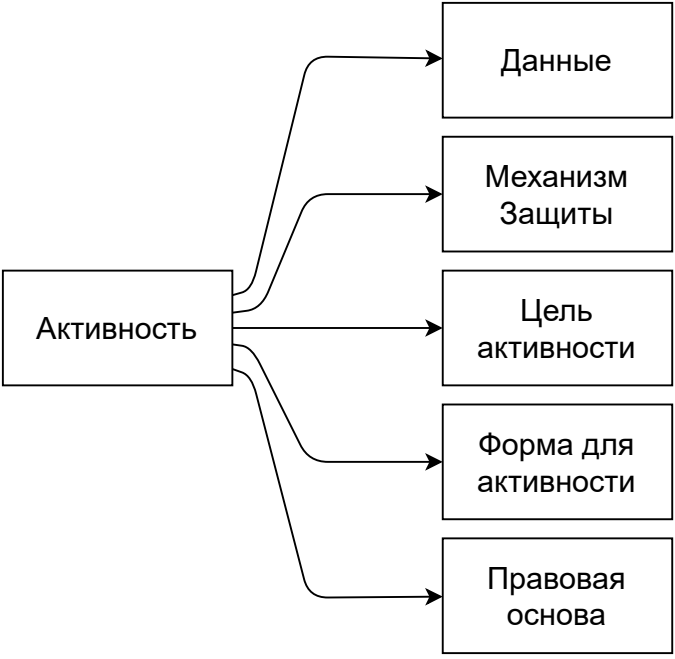 Данные
Механизм
Защиты
Активность
Цель
активности
Форма для
активности
Правовая
основа